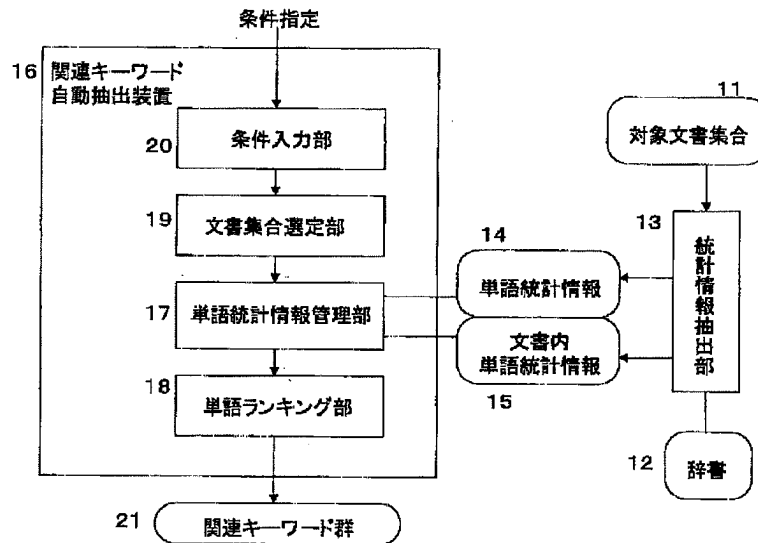 条件指定
16
関連キーワード
自動抽出装置
20
条件入力部
19
文書集合選定部
17
単語統計情報管理部
18
単語ランキング部
21
関連キーワード群
14
単語統計情報
文書内
単語統計情報
15
11
対象文書集合
13
統計情報抽出部
12
辞書